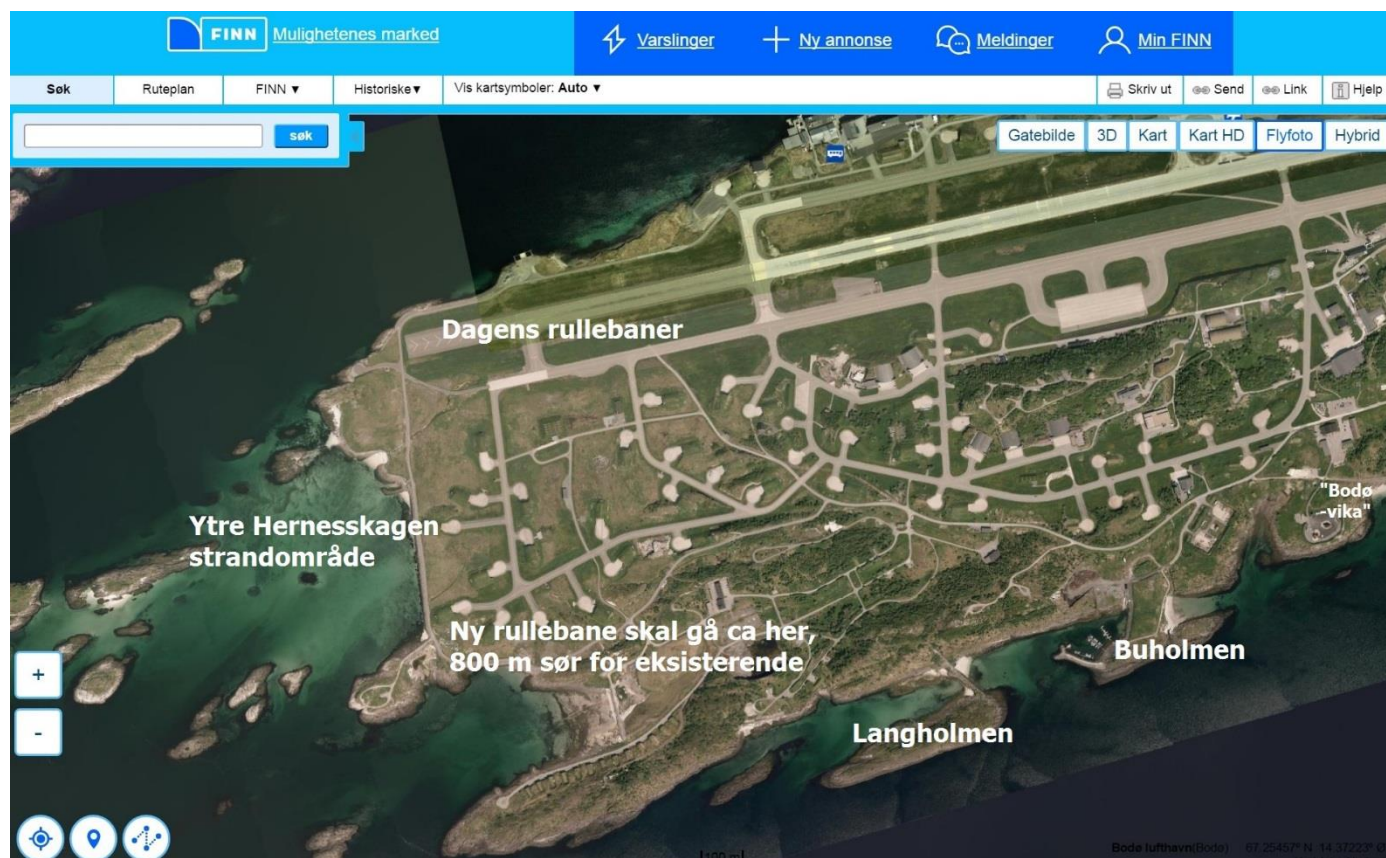 FINN Mulighetenes marked Varslinger Ny annonse Meldinger Min FINN
Søk Ruteplan FINN ▼ Historiske▼ Vis kartsymboler: Auto ▼ Skriv ut Send Link Hjelp
søk Gatebilde 3D Kart Kart HD Flyfoto Hybrid
Dagens rullebaner
"Bodø
-vika"
Ytre Hernesskagen
strandområde
Ny rullebane skal gå ca her,
800 m sør for eksisterende
+
Buholmen
-
Langholmen
Bodø lufthavn(Bodø) 67.25457° N 14.37223° Ø